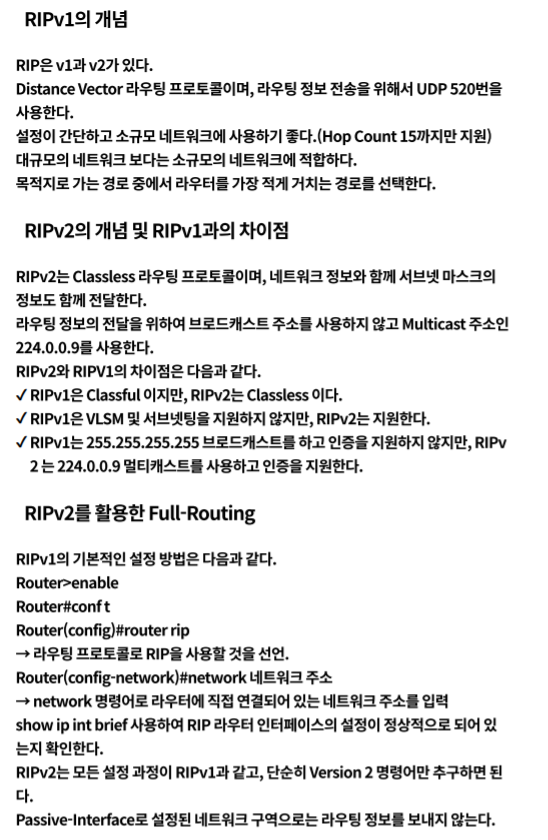 RIPv1의 개념
RIP은 v1과 v2가 있다.
Distance Vector 라우팅 프로토콜이며, 라우팅 정보 전송을 위해서 UDP 520번을
사용한다.
설정이 간단하고 소규모 네트워크에 사용하기 좋다.(Hop Count 15까지만 지원)
대규모의 네트워크 보다는 소규모의 네트워크에 적합하다.
목적지로 가는 경로 중에서 라우터를 가장 적게 거치는 경로를 선택한다.
RIPv2의 개념 및 RIPv1과의 차이점
RIPv2는 Classless 라우팅 프로토콜이며, 네트워크 정보와 함께 서브넷 마스크의
정보도 함께 전달한다.
라우팅 정보의 전달을 위하여 브로드캐스트 주소를 사용하지 않고 Multicast 주소인
224.0.0.9를 사용한다.
RIPv2와 RIPV1의 차이점은 다음과 같다.
✓ RIPv1은 Classful 이지만, RIPv2는 Classless 이다.
✓ RIPv1은 VLSM 및 서브넷팅을 지원하지 않지만, RIPv2는 지원한다.
✓ RIPv1는 255.255.255.255 브로드캐스트를 하고 인증을 지원하지 않지만, RIPv
2 는 224.0.0.9 멀티캐스트를 사용하고 인증을 지원한다.
RIPv2를 활용한 Full-Routing
RIPv1의 기본적인 설정 방법은 다음과 같다.
Router>enable
Router#conf t
Router(config)#router rip
→ 라우팅 프로토콜로 RIP을 사용할 것을 선언.
Router(config-network)#network 네트워크 주소
→ network 명령어로 라우터에 직접 연결되어 있는 네트워크 주소를 입력
show ip int brief 사용하여 RIP 라우터 인터페이스의 설정이 정상적으로 되어 있
는지 확인한다.
RIPv2는 모든 설정 과정이 RIPv1과 같고, 단순히 Version 2 명령어만 추구하면 된
다.
Passive-Interface로 설정된 네트워크 구역으로는 라우팅 정보를 보내지 않는다.